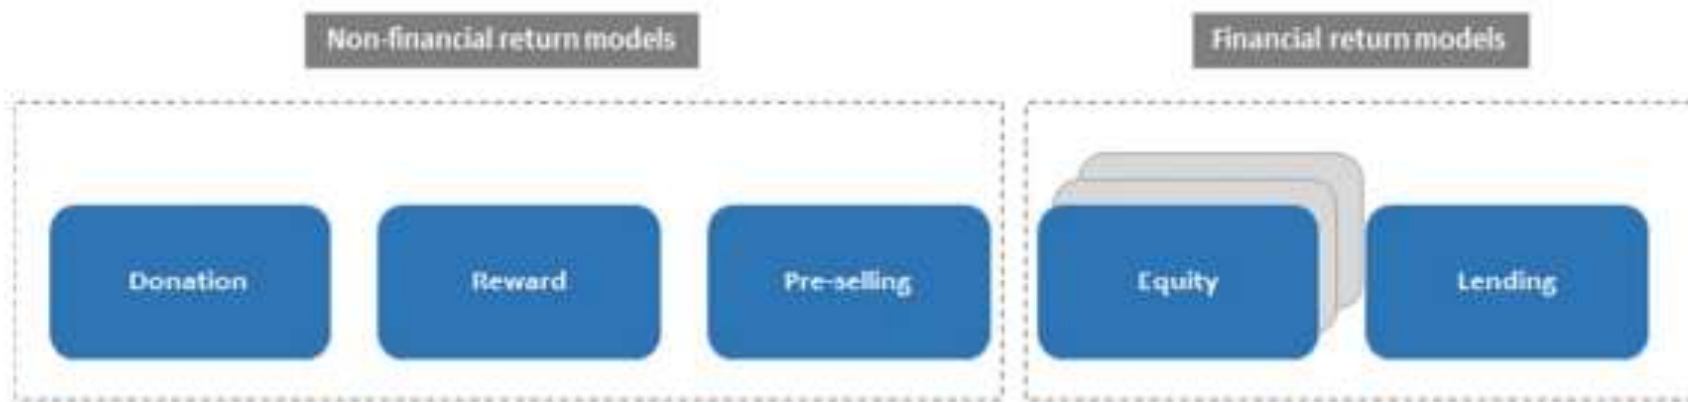 Non-financial return models
Financial return models
Donation
Reward
Pre-selling
Equity
Lending